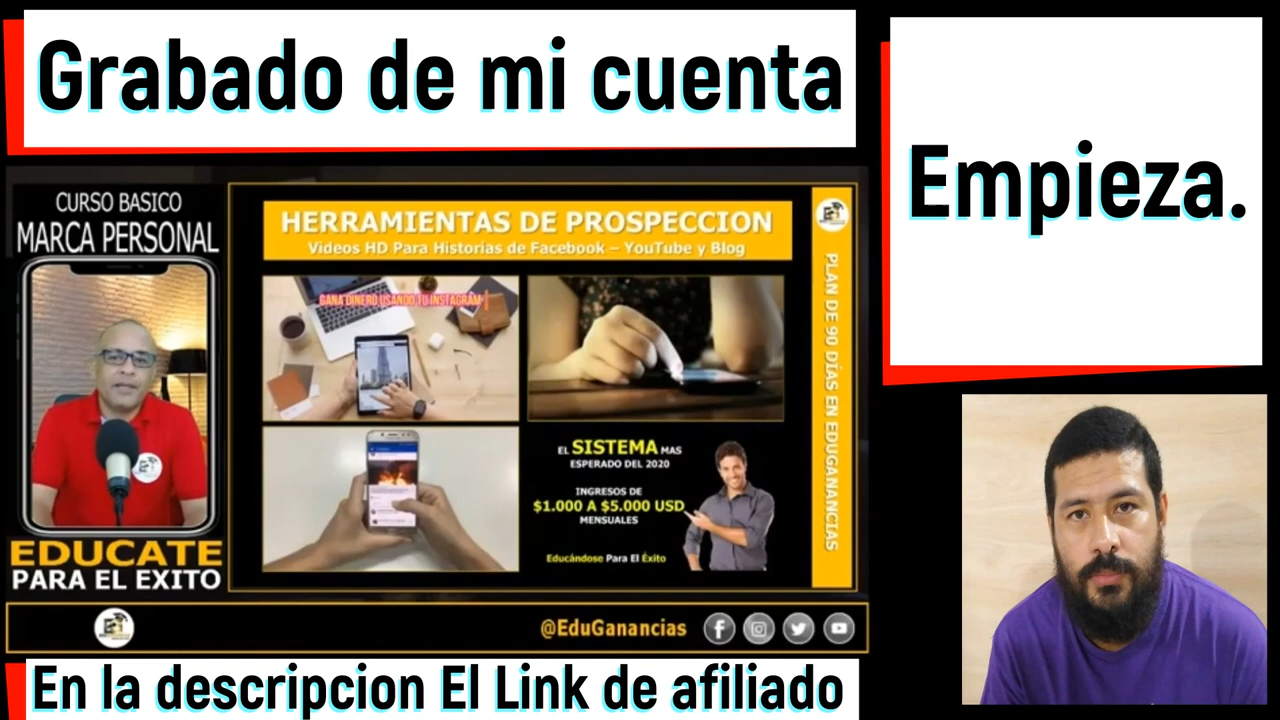 Grabado de mi cuenta
Empieza.
CURSO BASICO
MARCA PERSONAL
EDUCATE
PARA EL EXITO
HERRAMIENTAS DE PROSPECCION
Videos HD Para Historias de Facebook – YouTube y Blog
GANA DINERO USANDO TU INSTAGRAM
EL SISTEMA MAS
ESPERADO DEL 2020
INGRESOS DE
$1.000 A $5.000 USD
MENSUALES
Educándose Para El Éxito
PLAN DE 90 DÍAS EN EDUGANANCIAS
@EduGanancias
En la descripcion El Link de afiliado